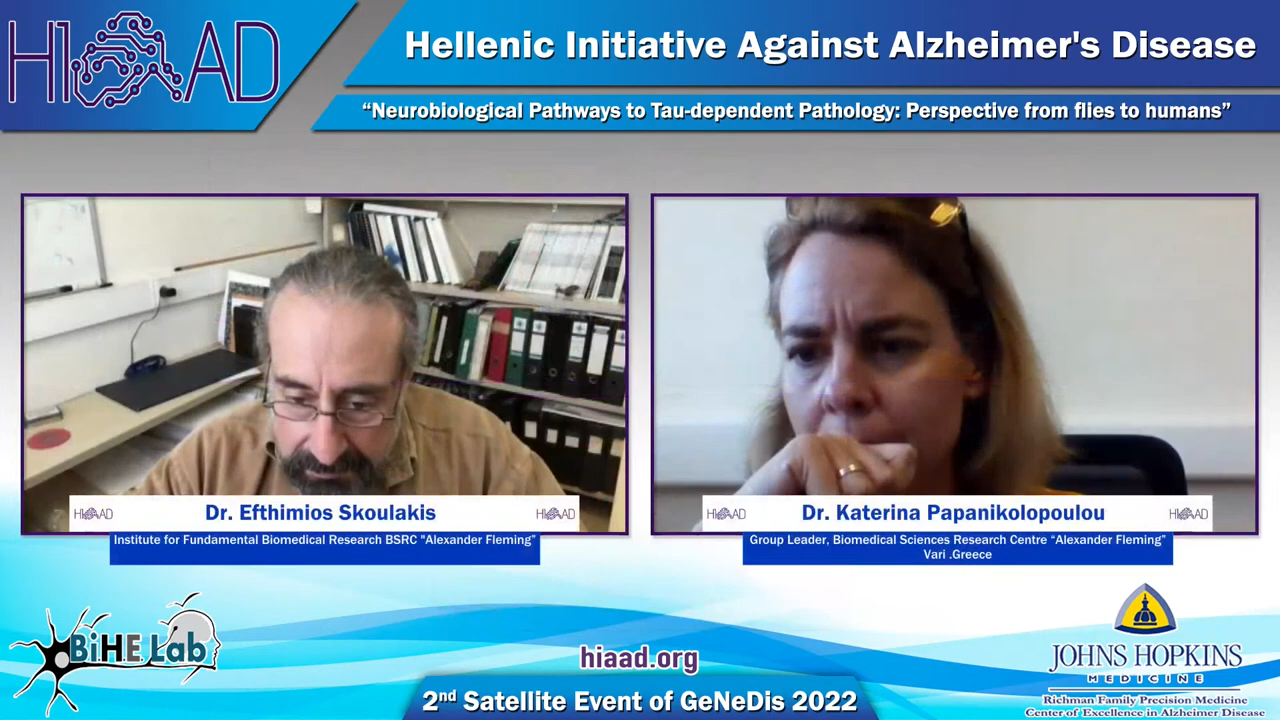 HIAAD
Hellenic Initiative Against Alzheimer's Disease
“Neurobiological Pathways to Tau-dependent Pathology: Perspective from flies to humans”
HIAAD
Dr. Efthimios Skoulakis
HIAAD
Institute for Fundamental Biomedical Research BSRC "Alexander Fleming”
HIAAD
Dr. Katerina Papanikolopoulou
HIAAD
Group Leader, Biomedical Sciences Research Centre “Alexander Fleming”
Vari .Greece
BiHE Lab
hiaad.org
2nd Satellite Event of GeNeDis 2022
JOHNS HOPKINS
MEDICINE
Richman Family Precision Medicine
Center of Excellence in Alzheimer Disease